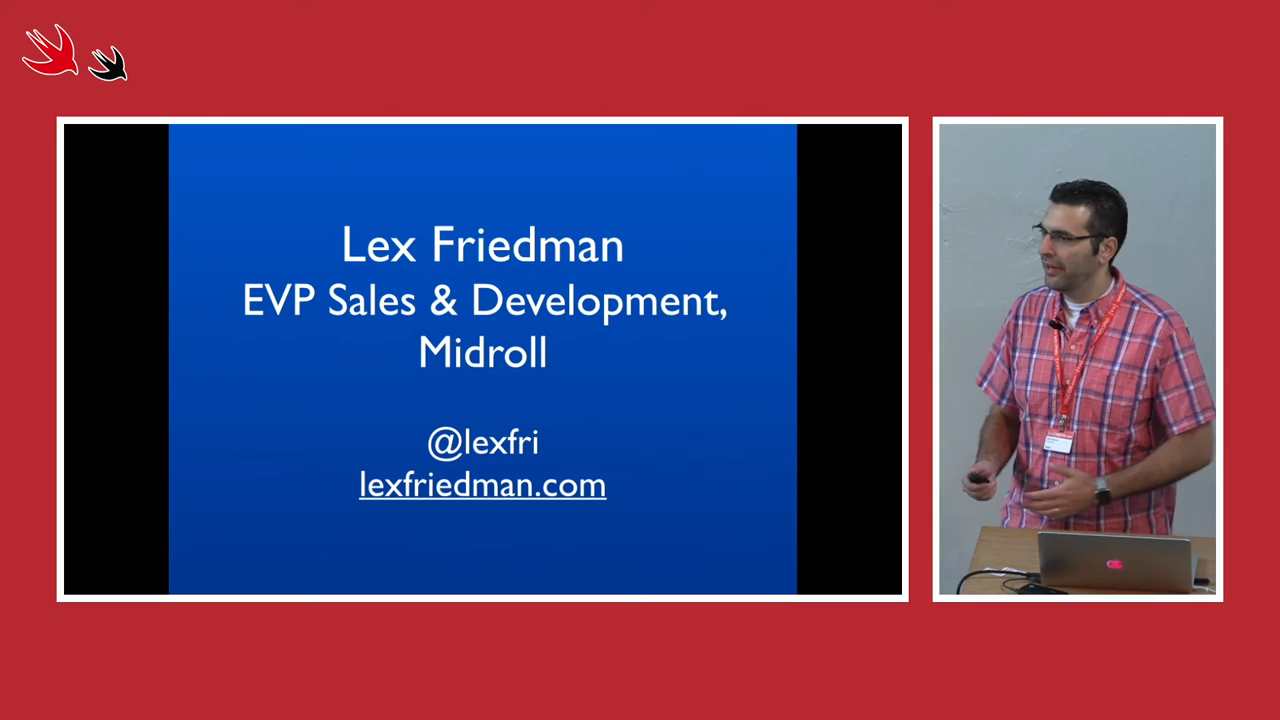 Lex Friedman
EVP Sales & Development,
Midroll
@lexfri
lexfriedman.com